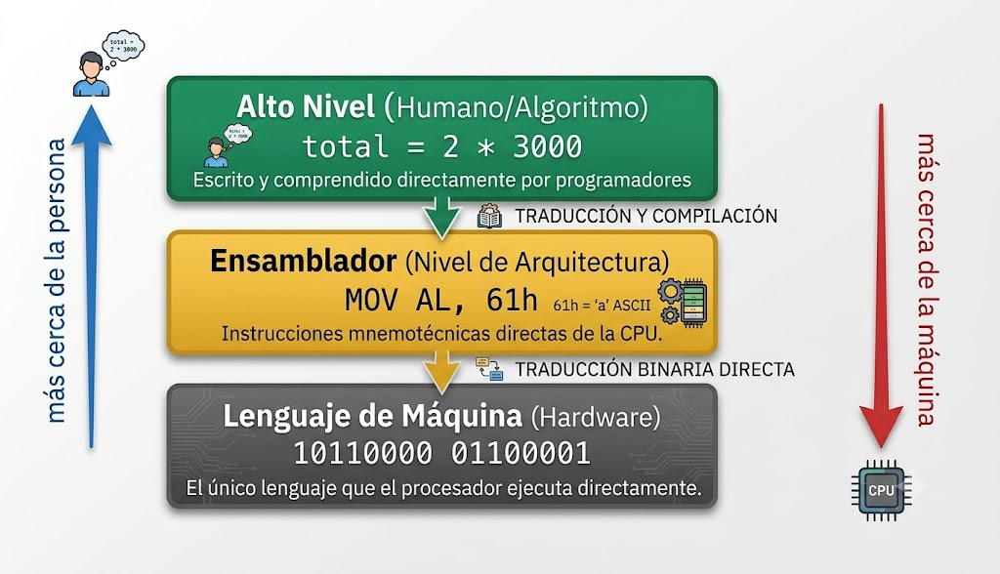 total =
2 * 3000
Alto Nivel (Humano/Algoritmo)
total = 2 * 3000
Escrito y comprendido directamente por programadores
TRADUCCIÓN Y COMPILACIÓN
Ensamblador (Nivel de Arquitectura)
MOV AL, 61h 61h = ‘a’ ASCII
Instrucciones mnemotécnicas directas de la CPU.
TRADUCCIÓN BINARIA DIRECTA
Lenguaje de Máquina (Hardware)
10110000 01100001
El único lenguaje que el procesador ejecuta directamente.
más cerca de la persona
más cerca de la máquina
CPU